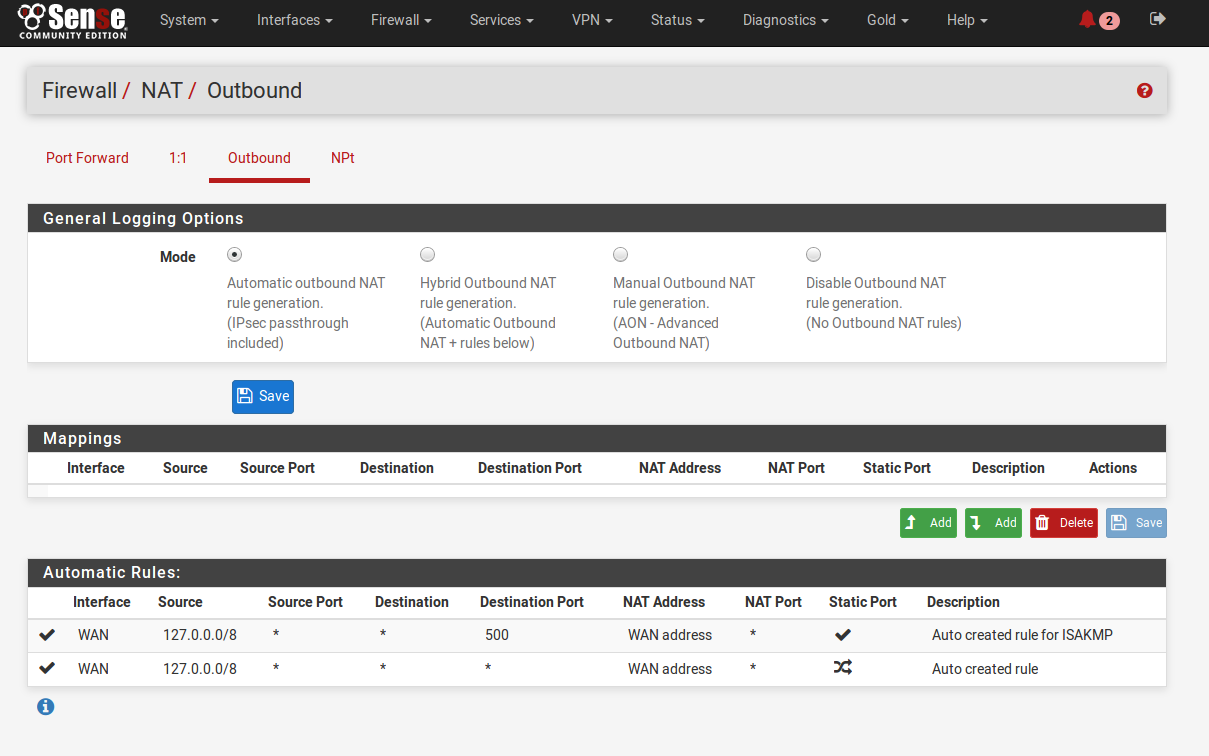 Sense
COMMUNITY EDITION
System Interfaces Firewall Services VPN Status Diagnostics Gold Help 2
Firewall / NAT / Outbound
Port Forward 1:1 Outbound NPt
General Logging Options
Mode
Automatic outbound NAT
rule generation.
(IPsec passthrough
included)
Hybrid Outbound NAT
rule generation.
(Automatic Outbound
NAT + rules below)
Manual Outbound NAT
rule generation.
(AON - Advanced
Outbound NAT)
Disable Outbound NAT
rule generation.
(No Outbound NAT rules)
Save
Mappings
Interface Source Source Port Destination Destination Port NAT Address NAT Port Static Port Description Actions
Add Add Delete Save
Automatic Rules:
Interface Source Source Port Destination Destination Port NAT Address NAT Port Static Port Description
WAN 127.0.0.0/8 * * 500 WAN address * Auto created rule for ISAKMP
WAN 127.0.0.0/8 * * * WAN address * Auto created rule